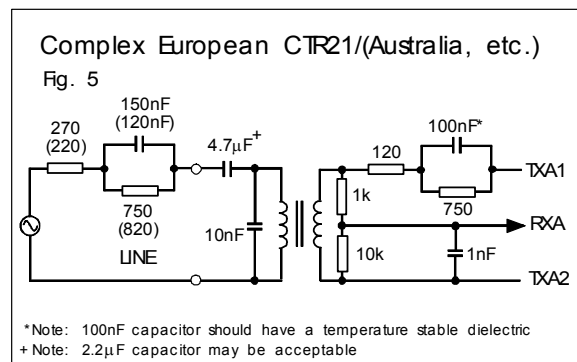 Complex European CTR21/(Australia, etc.)
Fig. 5
150nF
(120nF)
270
(220)
4.7µF+
100nF*
120
TXA1
750
(820)
10nF
1k
750
RXA
LINE
10k
1nF
TXA2
*Note: 100nF capacitor should have a temperature stable dielectric
+ Note: 2.2µF capacitor may be acceptable